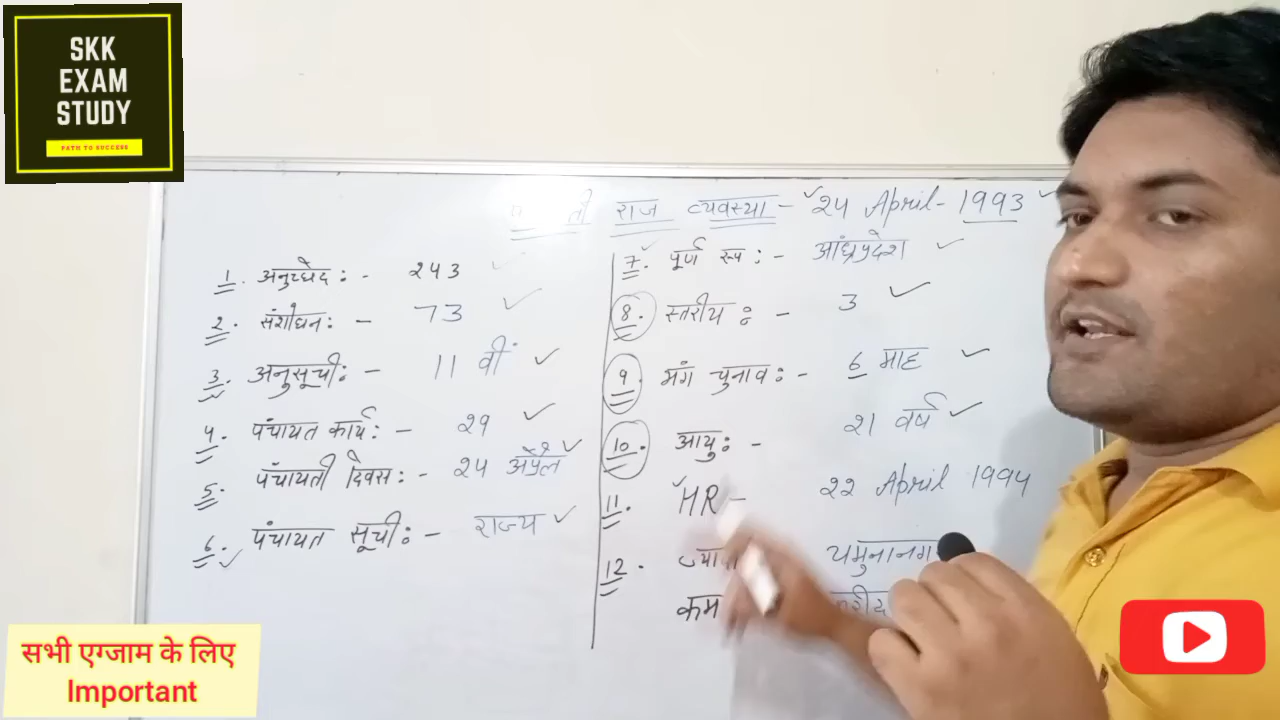 SKK
EXAM
STUDY
PATH TO SUCCESS
राज व्यवस्था - 24 April - 1993
1. अनुच्छेद :- 243
2. संशोधन : - 73
3. अनुसूची : - 11 वीं
4. पंचायत कार्य : - 29
5. पंचायती दिवस : - 24 अप्रैल
6. पंचायत सूची : - राज्य
7. पूर्ण रूप : - आंध्रप्रदेश
8. स्तरीय : - 3
9. भंग चुनाव : - 6 माह
10. आयु : - 21 वर्ष
11. HR - 22 April 1994
12.
कम
सभी एग्जाम के लिए
Important